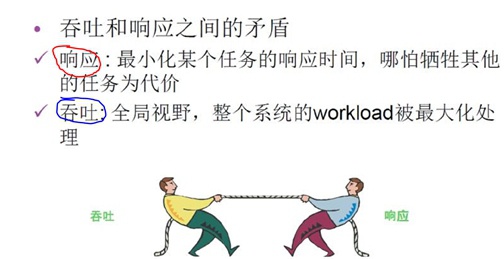 吞吐和响应之间的矛盾
响应：最小化某个任务的响应时间，哪怕牺牲其他
的任务为代价
吞吐：全局视野，整个系统的workload被最大化处
理
吞吐 响应